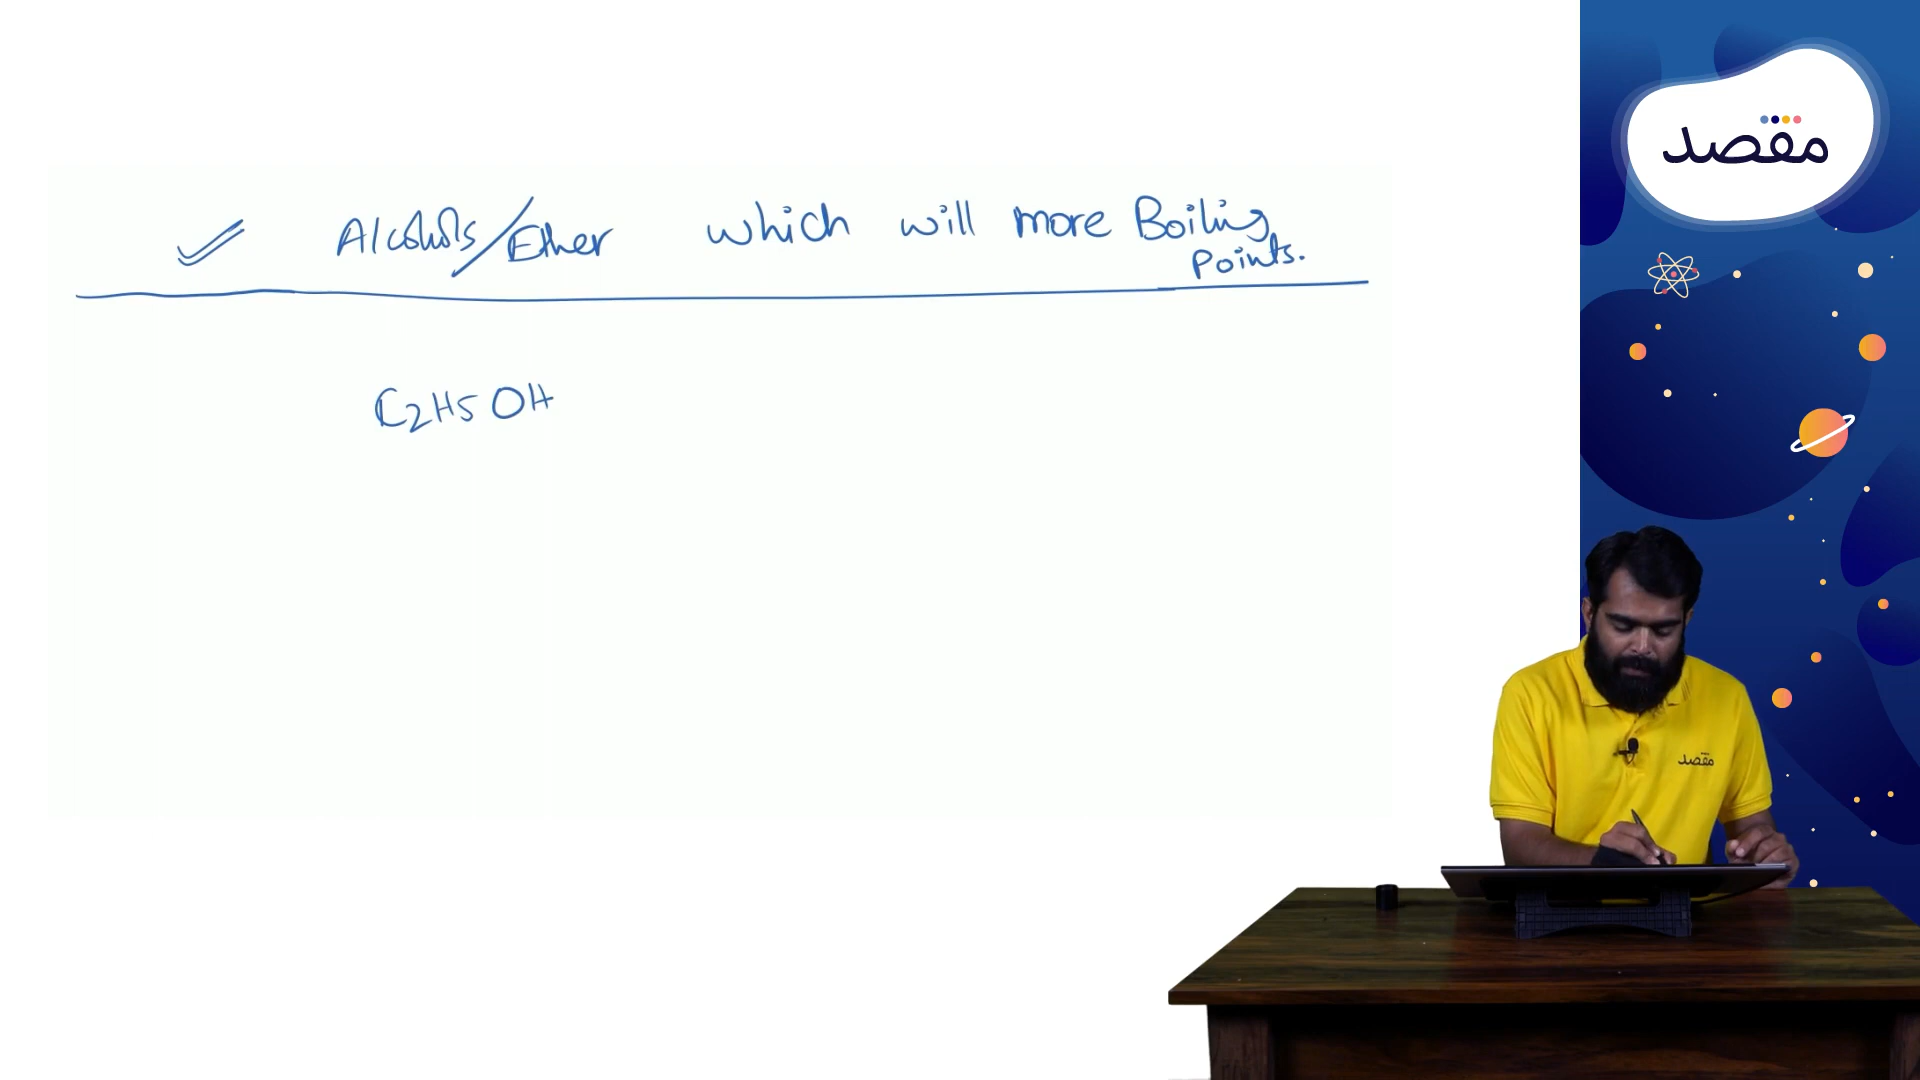 مقصد
Alcohols/Ether which will more Boiling
Points.
C2H5OH
مقصد